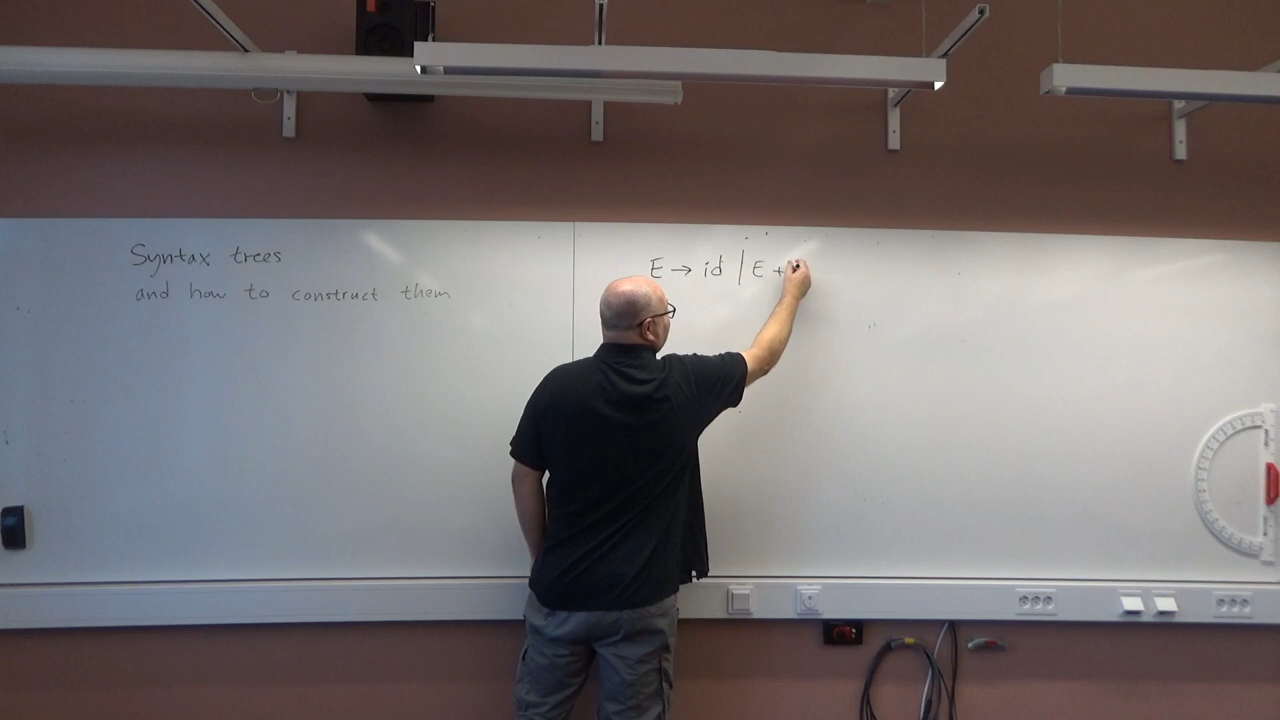 Syntax trees
and how to construct them
E → id | E +